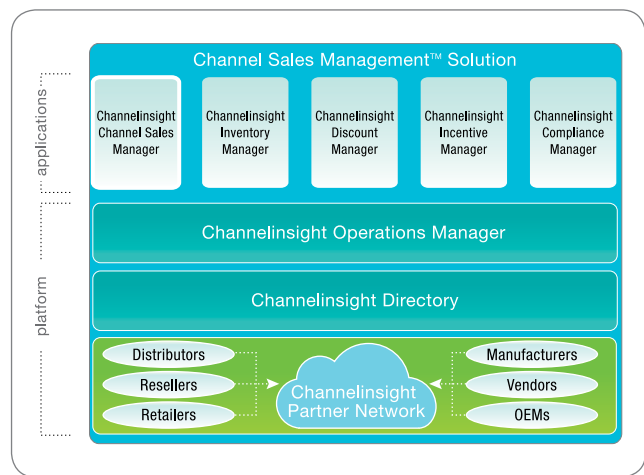 Channel Sales Management™ Solution
applications
Channelinsight
Channel Sales
Manager
Channelinsight
Inventory
Manager
Channelinsight
Discount
Manager
Channelinsight
Incentive
Manager
Channelinsight
Compliance
Manager
platform
Channelinsight Operations Manager
Channelinsight Directory
Distributors
Resellers
Retailers
Channelinsight
Partner Network
Manufacturers
Vendors
OEMs